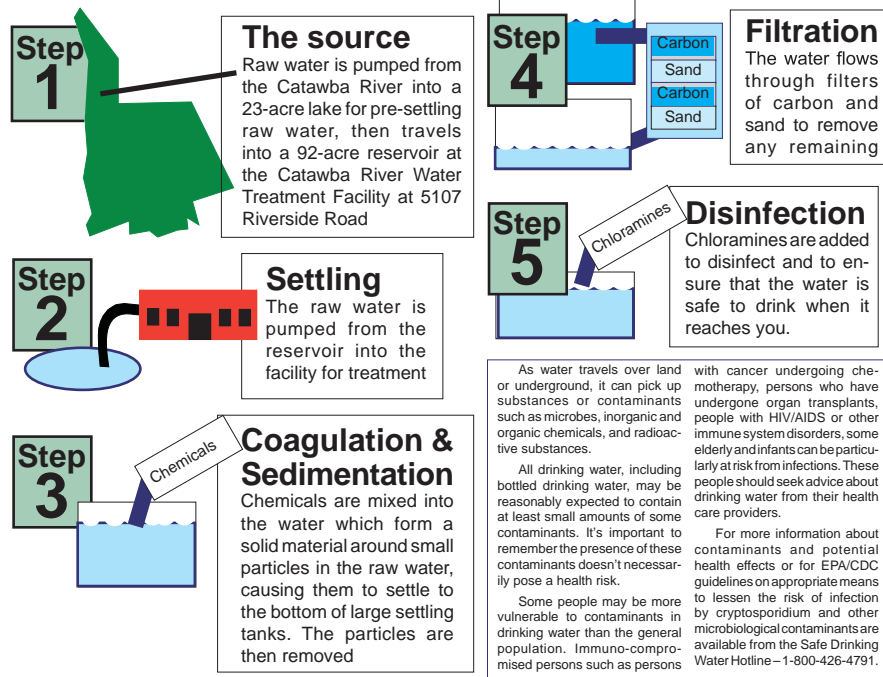 Step
1
The source
Raw water is pumped from
the Catawba River into a
23-acre lake for pre-settling
raw water, then travels
into a 92-acre reservoir at
the Catawba River Water
Treatment Facility at 5107
Riverside Road
Step
2
Settling
The raw water is
pumped from the
reservoir into the
facility for treatment
Step
3
Chemicals
Coagulation &
Sedimentation
Chemicals are mixed into
the water which form a
solid material around small
particles in the raw water,
causing them to settle to
the bottom of large settling
tanks. The particles are
then removed
Step
4
Carbon
Sand
Carbon
Sand
Filtration
The water flows
through filters
of carbon and
sand to remove
any remaining
Step
5
Chloramines
Disinfection
Chloramines are added
to disinfect and to en-
sure that the water is
safe to drink when it
reaches you.
As water travels over land
or underground, it can pick up
substances or contaminants
such as microbes, inorganic and
organic chemicals, and radioac-
tive substances.
All drinking water, including
bottled drinking water, may be
reasonably expected to contain
at least small amounts of some
contaminants. It's important to
remember the presence of these
contaminants doesn't necessar-
ily pose a health risk.
Some people may be more
vulnerable to contaminants in
drinking water than the general
population. Immuno-compro-
mised persons such as persons
with cancer undergoing che-
motherapy, persons who have
undergone organ transplants,
people with HIV/AIDS or other
immune system disorders, some
elderly and infants can be particu-
larly at risk from infections. These
people should seek advice about
drinking water from their health
care providers.
For more information about
contaminants and potential
health effects or for EPA/CDC
guidelines on appropriate means
to lessen the risk of infection
by cryptosporidium and other
microbiological contaminants are
available from the Safe Drinking
Water Hotline – 1-800-426-4791.